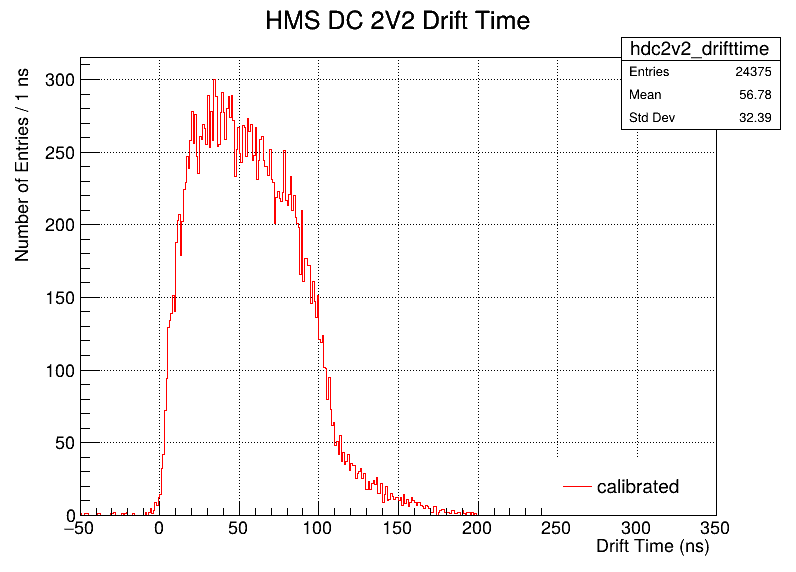 HMS DC 2V2 Drift Time
hdc2v2_drifttime
Entries 24375
Mean 56.78
Std Dev 32.39
Number of Entries / 1 ns
300
250
200
150
100
50
0
−50 0 50 100 150 200 250 300 350
Drift Time (ns)
calibrated